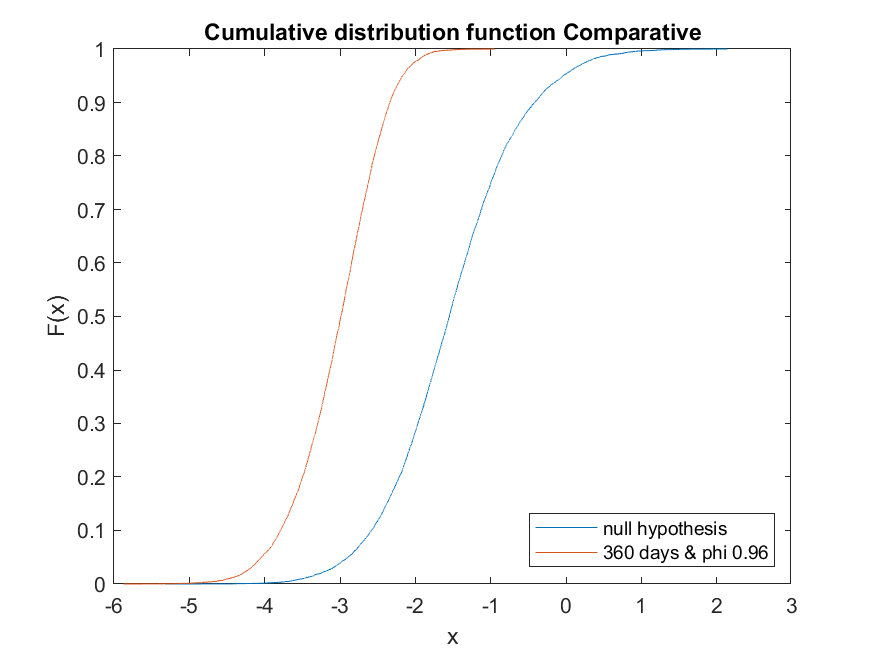 Cumulative distribution function Comparative
1
0.9
0.8
0.7
0.6
0.5
0.4
0.3
0.2
0.1
0
F(x)
-6 -5 -4 -3 -2 -1 0 1 2 3
x
null hypothesis
360 days & phi 0.96